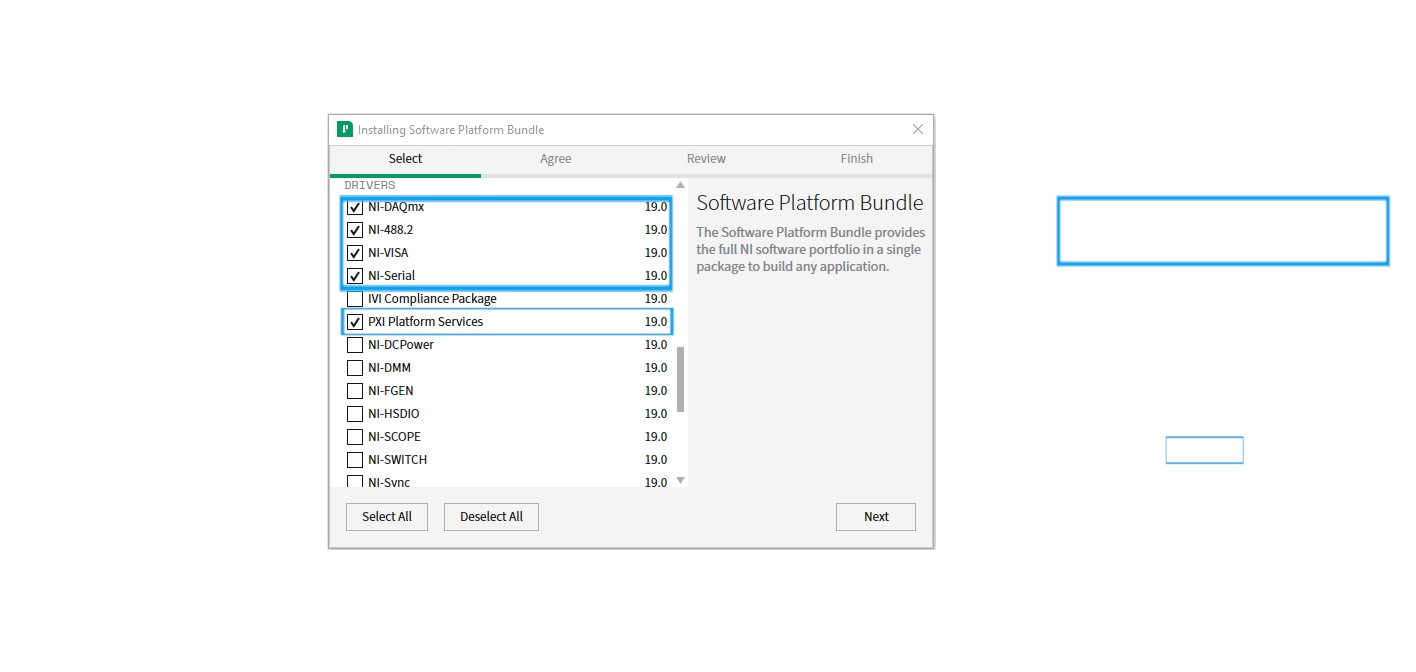 Installing Software Platform Bundle
Select Agree Review Finish
DRIVERS
NI-DAQmx 19.0
NI-488.2 19.0
NI-VISA 19.0
NI-Serial 19.0
IVI Compliance Package 19.0
PXI Platform Services 19.0
NI-DCPower 19.0
NI-DMM 19.0
NI-FGEN 19.0
NI-HSDIO 19.0
NI-SCOPE 19.0
NI-SWITCH 19.0
NI-Sync 19.0
Software Platform Bundle
The Software Platform Bundle provides
the full NI software portfolio in a single
package to build any application.
Select All Deselect All Next